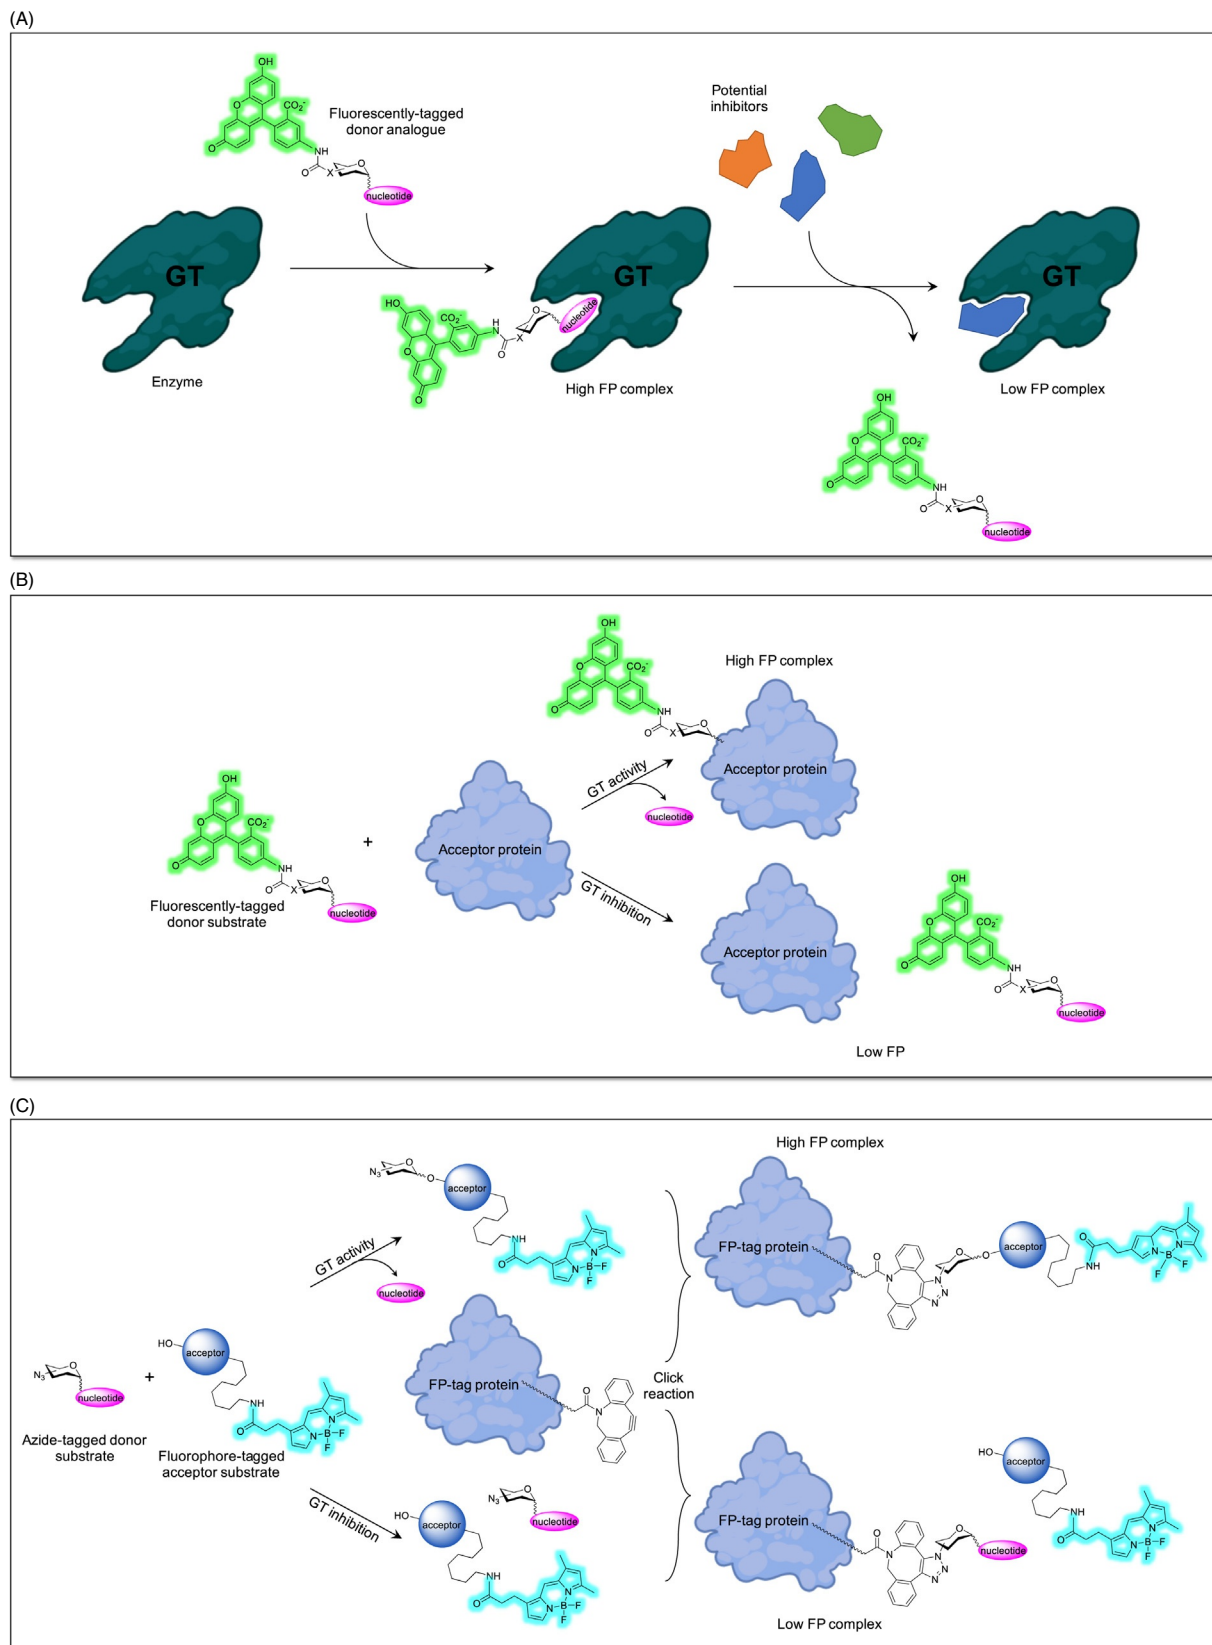 (A)
OH
O
CO2-
O
NH
O
X
O
nucleotide
Fluorescently-tagged
donor analogue
Potential
inhibitors
GT
Enzyme
HO
O
CO2-
O
H
N
O
X
O
nucleotide
GT
High FP complex
GT
Low FP complex
OH
O
CO2-
O
NH
O
X
O
nucleotide
(B)
OH
O
CO2-
O
NH
O
X
O
High FP complex
Acceptor protein
GT activity
nucleotide
OH
O
CO2-
O
NH
O
X
O
nucleotide
Fluorescently-tagged
donor substrate
+
Acceptor protein
GT inhibition
Acceptor protein
OH
O
CO2-
O
NH
O
X
O
nucleotide
Low FP
(C)
N3
O
O
acceptor
NH
O
N
B
F
F
N
GT activity
nucleotide
High FP complex
FP-tag protein
O
N
N
N
N
O
O
acceptor
NH
O
N
B
F
F
N
N3
O
nucleotide
Azide-tagged donor
substrate
+
HO
acceptor
NH
O
N
B
F
F
N
Fluorophore-tagged
acceptor substrate
FP-tag protein
O
N
Click
reaction
GT inhibition
HO
acceptor
NH
O
N
B
F
F
N
N3
O
nucleotide
FP-tag protein
O
N
N
N
N
O
nucleotide
HO
acceptor
NH
O
N
B
F
F
N
Low FP complex